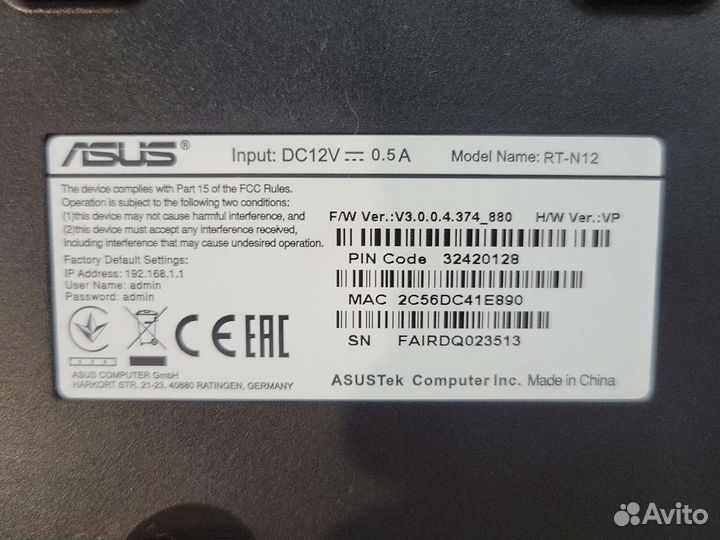 ASUS®
Input: DC12V 0.5A
Model Name: RT-N12
The device complies with Part 15 of the FCC Rules.
Operation is subject to the following two conditions:
(1)this device may not cause harmful interference, and
(2)this device must accept any interference received,
including interference that may cause undesired operation.
Factory Default Settings:
IP Address: 192.168.1.1
User Name: admin
Password: admin
CE EAC
ASUS COMPUTER GmbH
HARKORT STR. 21-23, 40880 RATINGEN, GERMANY
F/W Ver.:V3.0.0.4.374_880 H/W Ver.:VP
PIN Code 32420128
MAC 2C56DC41E890
SN FAIRDQ023513
ASUSTek Computer Inc. Made in China
Avito